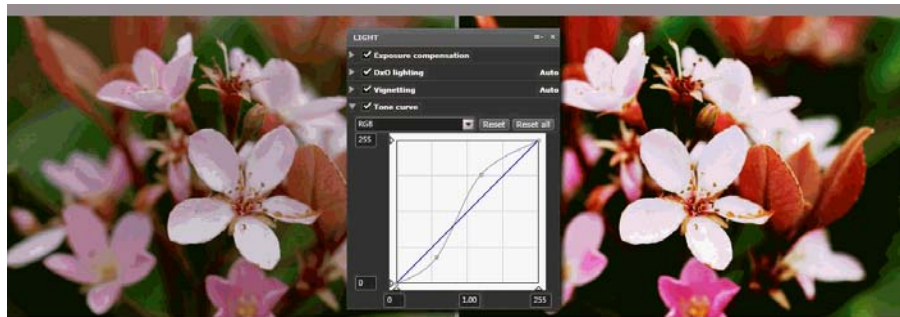 LIGHT
Exposure compensation
DxO lighting Auto
Vignetting Auto
Tone curve
RGB Reset Reset all
255
0
0 1.00 255